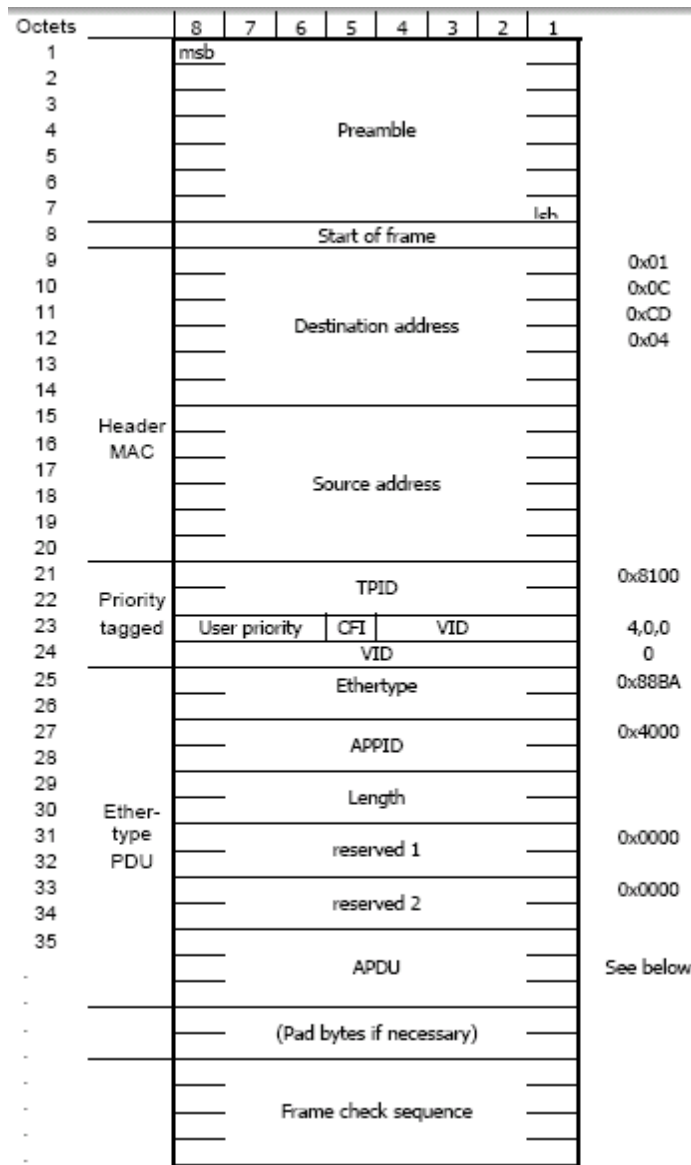 Octets 8 7 6 5 4 3 2 1
1 msb
2
3
4 Preamble
5
6
7 lsb
8 Start of frame
9 0x01
10 0x0C
11 Destination address 0xCD
12 0x04
13
14
15 Header
16 MAC
17
18 Source address
19
20
21 TPID 0x8100
22 Priority
23 tagged User priority CFI VID 4,0,0
24 VID 0
25 Ethertype 0x88BA
26
27 APPID 0x4000
28
29 Length
30 Ether-
31 type reserved 1 0x0000
32 PDU
33 reserved 2 0x0000
34
35
APDU See below
(Pad bytes if necessary)
Frame check sequence